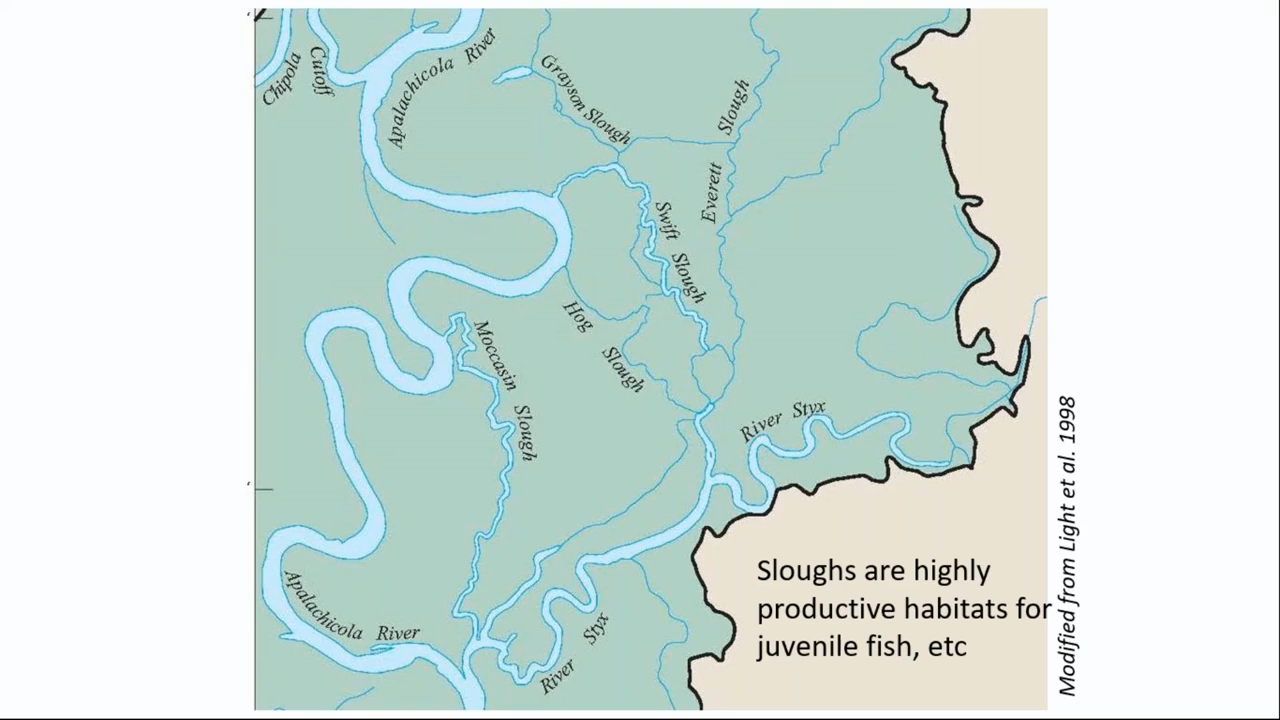 Chipola
Cutoff
Apalachicola River
Grayson Slough
Everett Slough
Swift Slough
Hog Slough
Moccasin Slough
River Styx
Apalachicola River
River Styx
Sloughs are highly
productive habitats for
juvenile fish, etc
Modified from Light et al. 1998